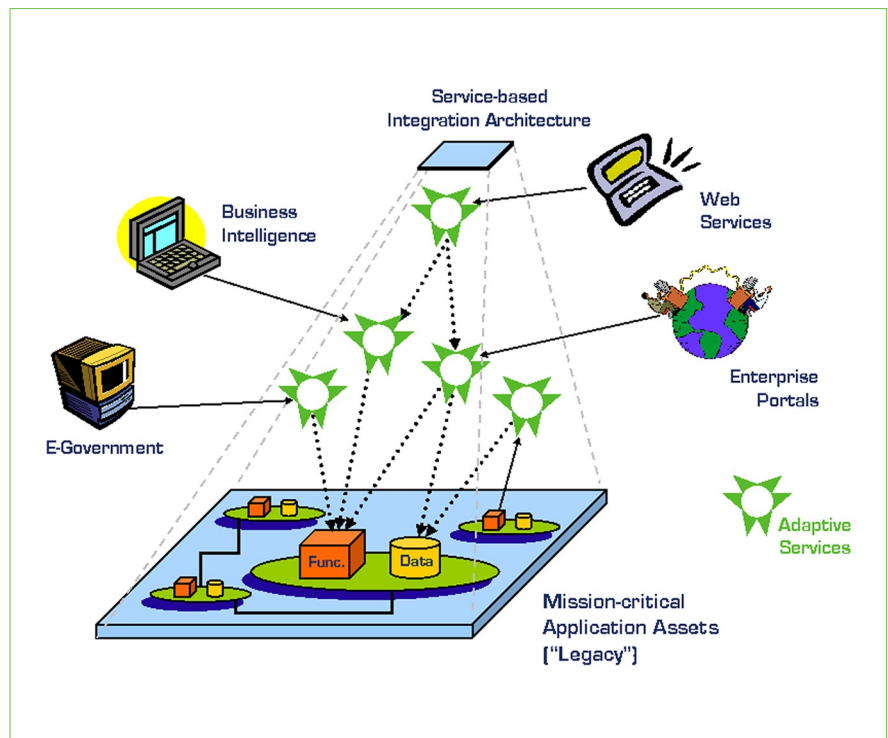 Service-based
Integration Architecture
Business
Intelligence
Web
Services
Enterprise
Portals
E-Government
Adaptive
Services
Func.
Data
Mission-critical
Application Assets
("Legacy")